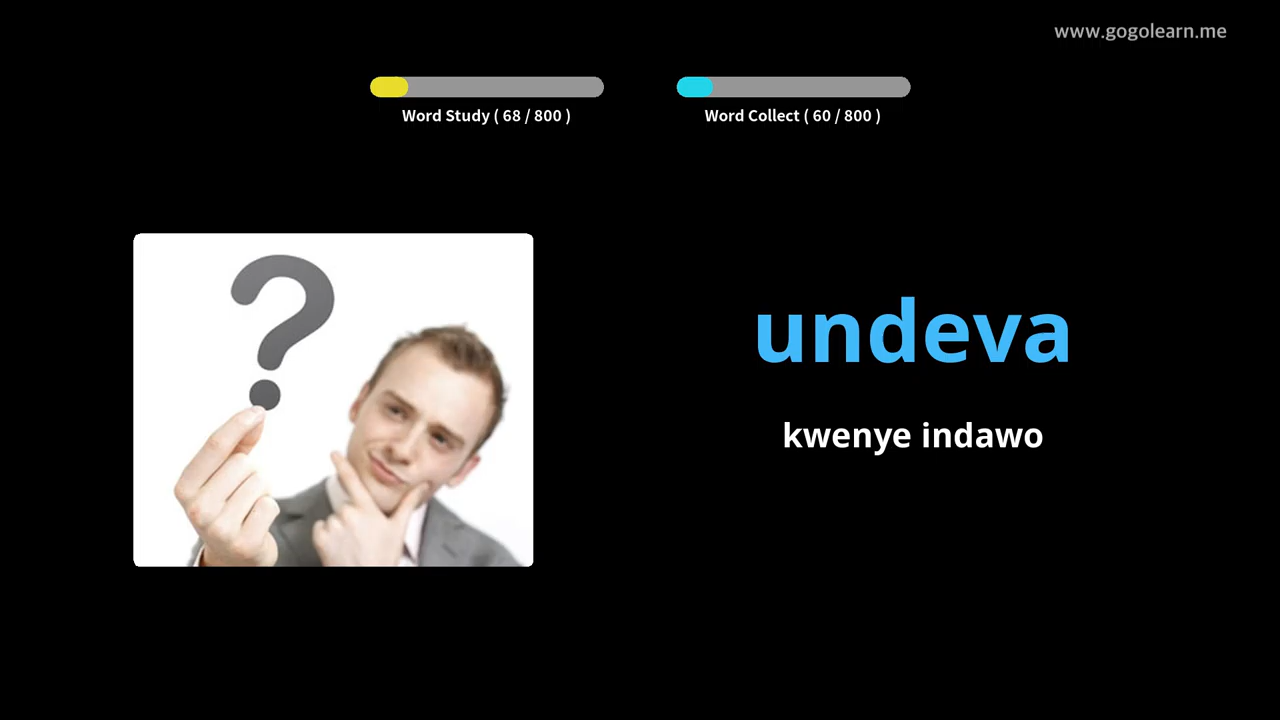 www.gogolearn.me
Word Study ( 68 / 800 )
Word Collect ( 60 / 800 )
undeva
kwenye indawo